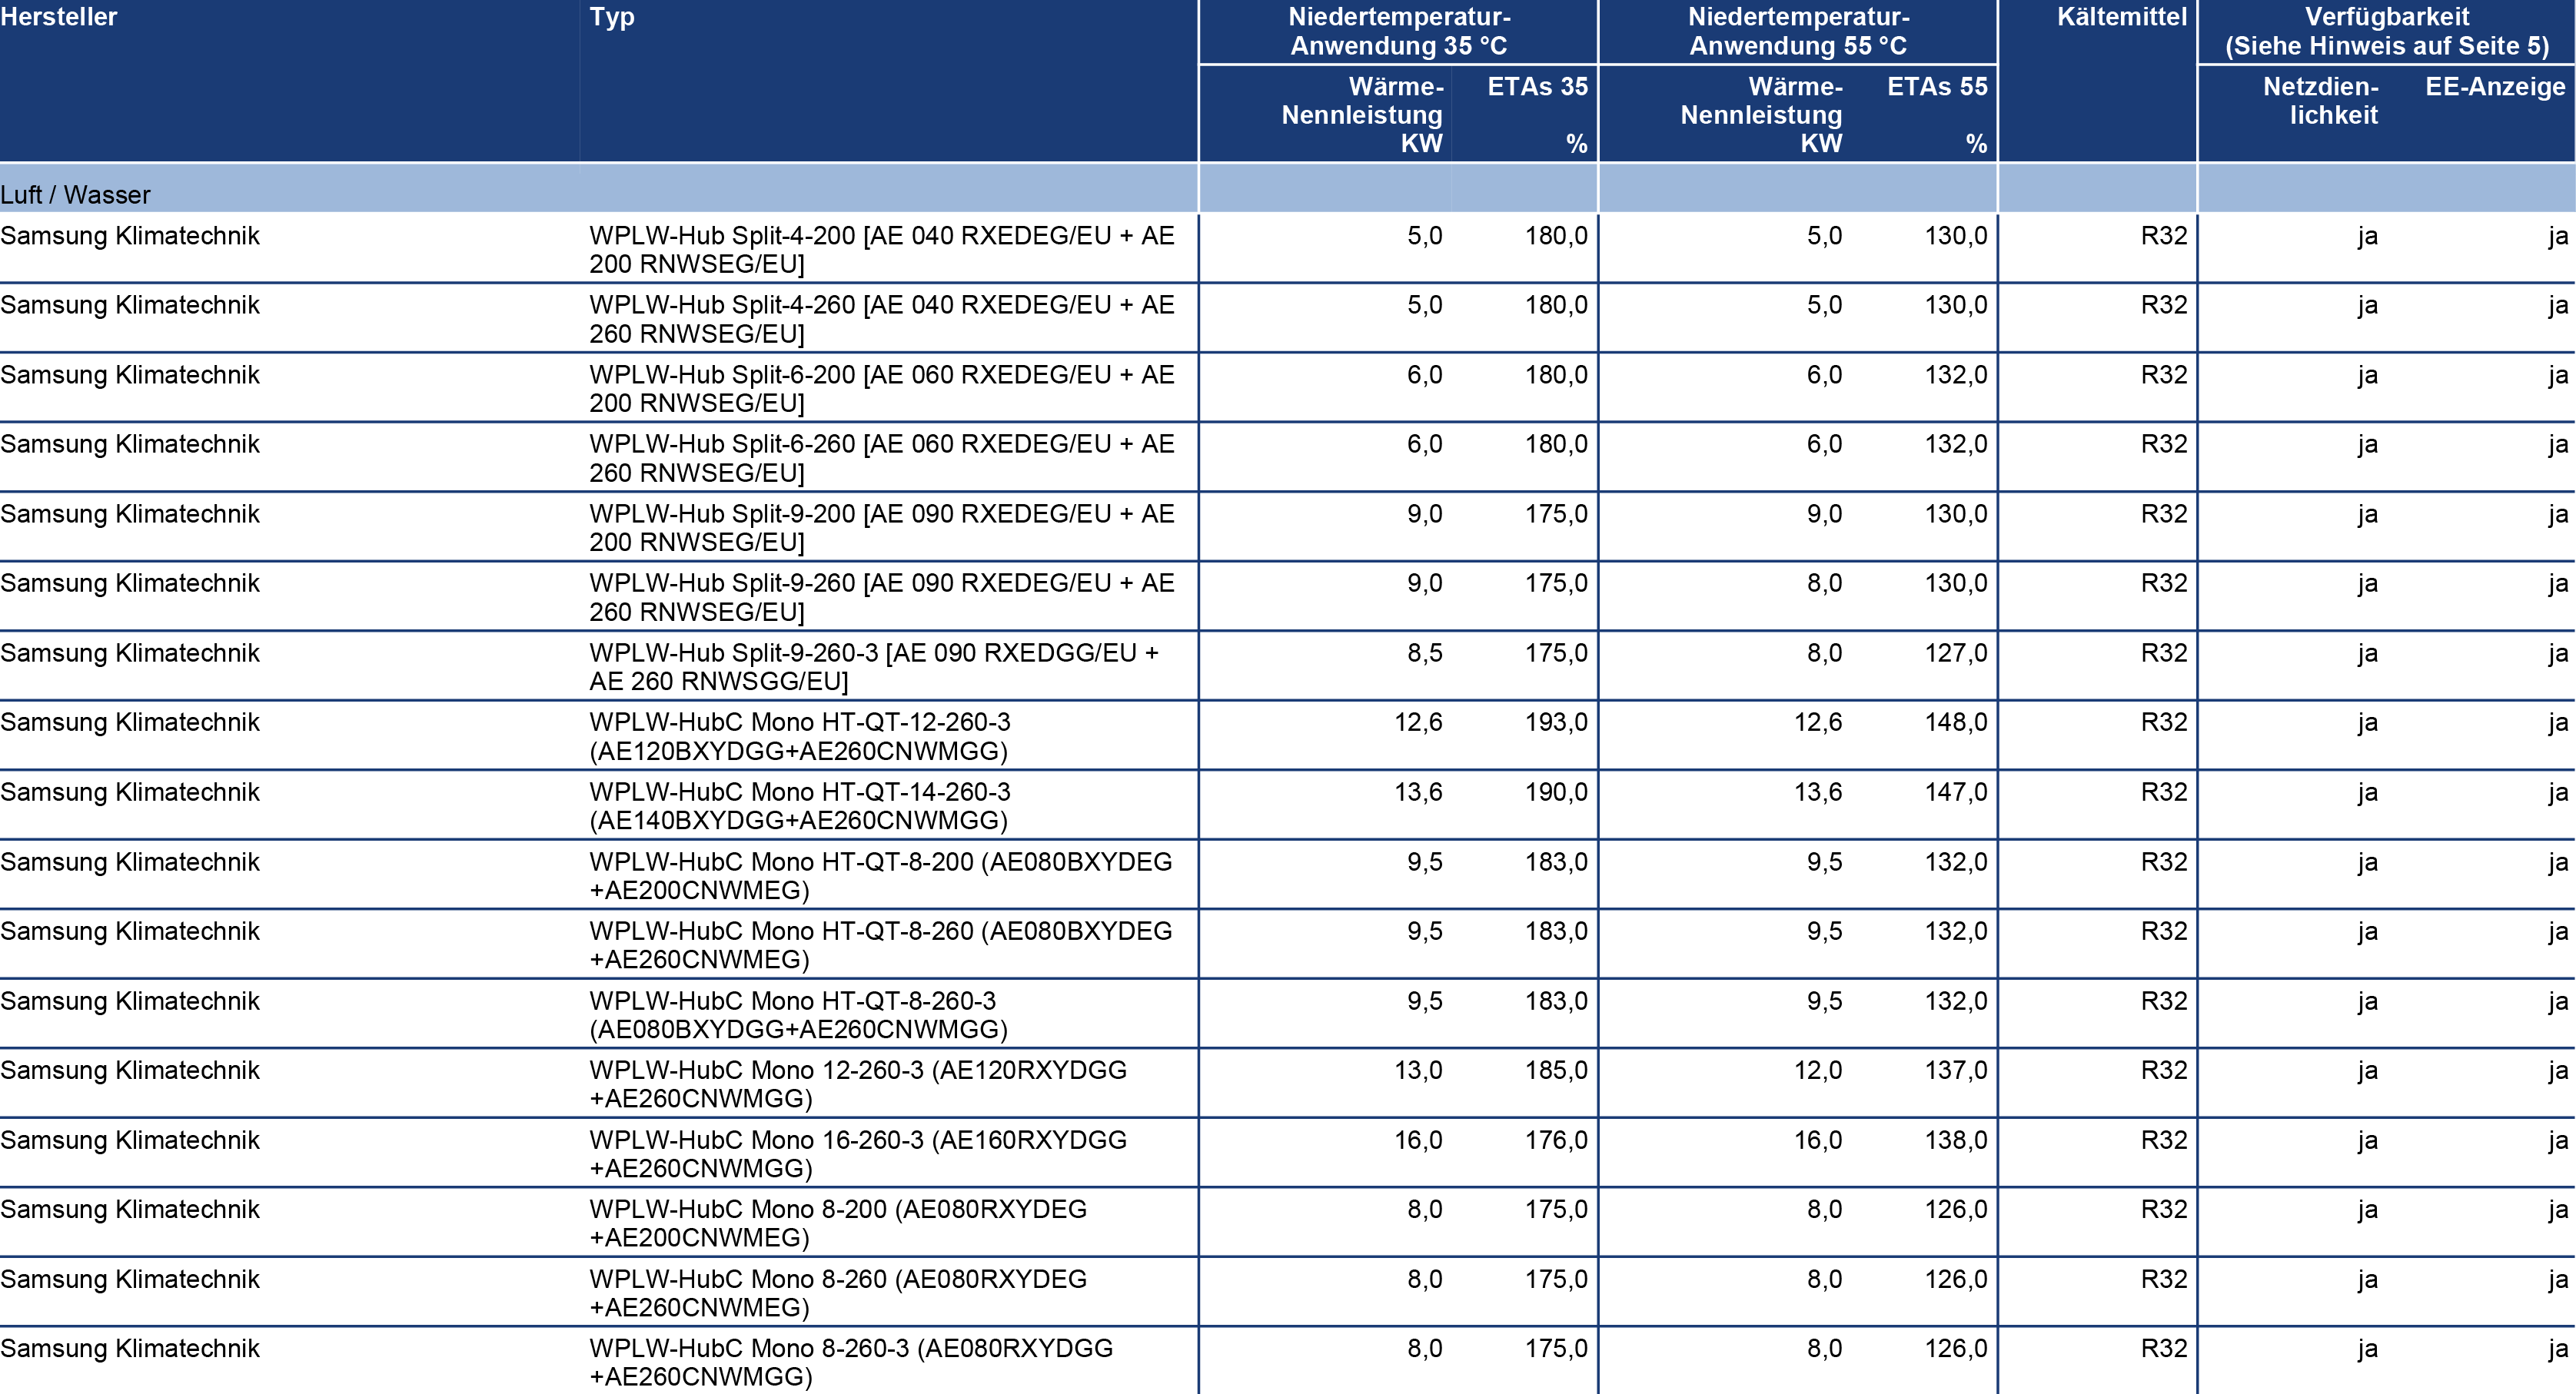 Hersteller Typ Niedertemperatur- Niedertemperatur- Kältemittel Verfügbarkeit
Anwendung 35 °C Anwendung 55 °C (Siehe Hinweis auf Seite 5)
Wärme- ETAs 35 Wärme- ETAs 55 Netzdien- EE-Anzeige
Nennleistung Nennleistung lichkeit
KW % KW %
Luft / Wasser
Samsung Klimatechnik WPLW-Hub Split-4-200 [AE 040 RXEDEG/EU + AE 5,0 180,0 5,0 130,0 R32 ja ja
200 RNWSEG/EU]
Samsung Klimatechnik WPLW-Hub Split-4-260 [AE 040 RXEDEG/EU + AE 5,0 180,0 5,0 130,0 R32 ja ja
260 RNWSEG/EU]
Samsung Klimatechnik WPLW-Hub Split-6-200 [AE 060 RXEDEG/EU + AE 6,0 180,0 6,0 132,0 R32 ja ja
200 RNWSEG/EU]
Samsung Klimatechnik WPLW-Hub Split-6-260 [AE 060 RXEDEG/EU + AE 6,0 180,0 6,0 132,0 R32 ja ja
260 RNWSEG/EU]
Samsung Klimatechnik WPLW-Hub Split-9-200 [AE 090 RXEDEG/EU + AE 9,0 175,0 9,0 130,0 R32 ja ja
200 RNWSEG/EU]
Samsung Klimatechnik WPLW-Hub Split-9-260 [AE 090 RXEDEG/EU + AE 9,0 175,0 8,0 130,0 R32 ja ja
260 RNWSEG/EU]
Samsung Klimatechnik WPLW-Hub Split-9-260-3 [AE 090 RXEDGG/EU + 8,5 175,0 8,0 127,0 R32 ja ja
AE 260 RNWSGG/EU]
Samsung Klimatechnik WPLW-HubC Mono HT-QT-12-260-3 12,6 193,0 12,6 148,0 R32 ja ja
(AE120BXYDGG+AE260CNWMGG)
Samsung Klimatechnik WPLW-HubC Mono HT-QT-14-260-3 13,6 190,0 13,6 147,0 R32 ja ja
(AE140BXYDGG+AE260CNWMGG)
Samsung Klimatechnik WPLW-HubC Mono HT-QT-8-200 (AE080BXYDEG 9,5 183,0 9,5 132,0 R32 ja ja
+AE200CNWMEG)
Samsung Klimatechnik WPLW-HubC Mono HT-QT-8-260 (AE080BXYDEG 9,5 183,0 9,5 132,0 R32 ja ja
+AE260CNWMEG)
Samsung Klimatechnik WPLW-HubC Mono HT-QT-8-260-3 9,5 183,0 9,5 132,0 R32 ja ja
(AE080BXYDGG+AE260CNWMGG)
Samsung Klimatechnik WPLW-HubC Mono 12-260-3 (AE120RXYDGG 13,0 185,0 12,0 137,0 R32 ja ja
+AE260CNWMGG)
Samsung Klimatechnik WPLW-HubC Mono 16-260-3 (AE160RXYDGG 16,0 176,0 16,0 138,0 R32 ja ja
+AE260CNWMGG)
Samsung Klimatechnik WPLW-HubC Mono 8-200 (AE080RXYDEG 8,0 175,0 8,0 126,0 R32 ja ja
+AE200CNWMEG)
Samsung Klimatechnik WPLW-HubC Mono 8-260 (AE080RXYDEG 8,0 175,0 8,0 126,0 R32 ja ja
+AE260CNWMEG)
Samsung Klimatechnik WPLW-HubC Mono 8-260-3 (AE080RXYDGG 8,0 175,0 8,0 126,0 R32 ja ja
+AE260CNWMGG)